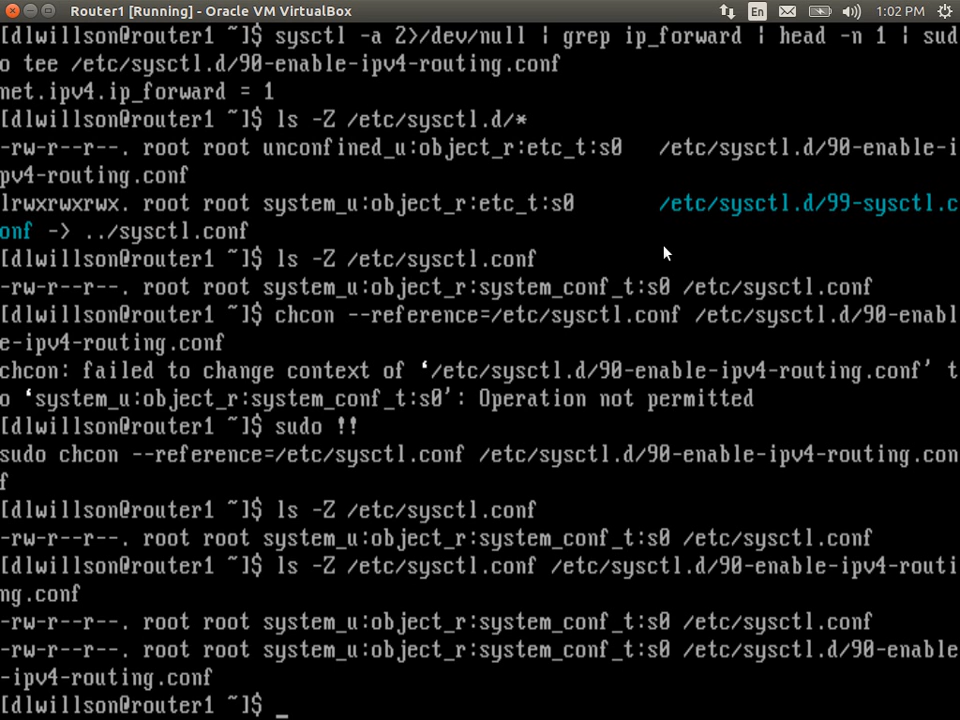 Router1 [Running] - Oracle VM VirtualBox
En
1:02 PM
[dlwillson@router1 ~]$ sysctl -a 2>/dev/null | grep ip_forward | head -n 1 | sud
o tee /etc/sysctl.d/90-enable-ipv4-routing.conf
net.ipv4.ip_forward = 1
[dlwillson@router1 ~]$ ls -Z /etc/sysctl.d/*
-rw-r--r--. root root unconfined_u:object_r:etc_t:s0   /etc/sysctl.d/90-enable-i
pv4-routing.conf
lrwxrwxrwx. root root system_u:object_r:etc_t:s0       /etc/sysctl.d/99-sysctl.c
onf -> ../sysctl.conf
[dlwillson@router1 ~]$ ls -Z /etc/sysctl.conf
-rw-r--r--. root root system_u:object_r:system_conf_t:s0 /etc/sysctl.conf
[dlwillson@router1 ~]$ chcon --reference=/etc/sysctl.conf /etc/sysctl.d/90-enabl
e-ipv4-routing.conf
chcon: failed to change context of ‘/etc/sysctl.d/90-enable-ipv4-routing.conf’ t
o ‘system_u:object_r:system_conf_t:s0’: Operation not permitted
[dlwillson@router1 ~]$ sudo !!
sudo chcon --reference=/etc/sysctl.conf /etc/sysctl.d/90-enable-ipv4-routing.con
f
[dlwillson@router1 ~]$ ls -Z /etc/sysctl.conf
-rw-r--r--. root root system_u:object_r:system_conf_t:s0 /etc/sysctl.conf
[dlwillson@router1 ~]$ ls -Z /etc/sysctl.conf /etc/sysctl.d/90-enable-ipv4-routi
ng.conf
-rw-r--r--. root root system_u:object_r:system_conf_t:s0 /etc/sysctl.conf
-rw-r--r--. root root system_u:object_r:system_conf_t:s0 /etc/sysctl.d/90-enable
-ipv4-routing.conf
[dlwillson@router1 ~]$ _